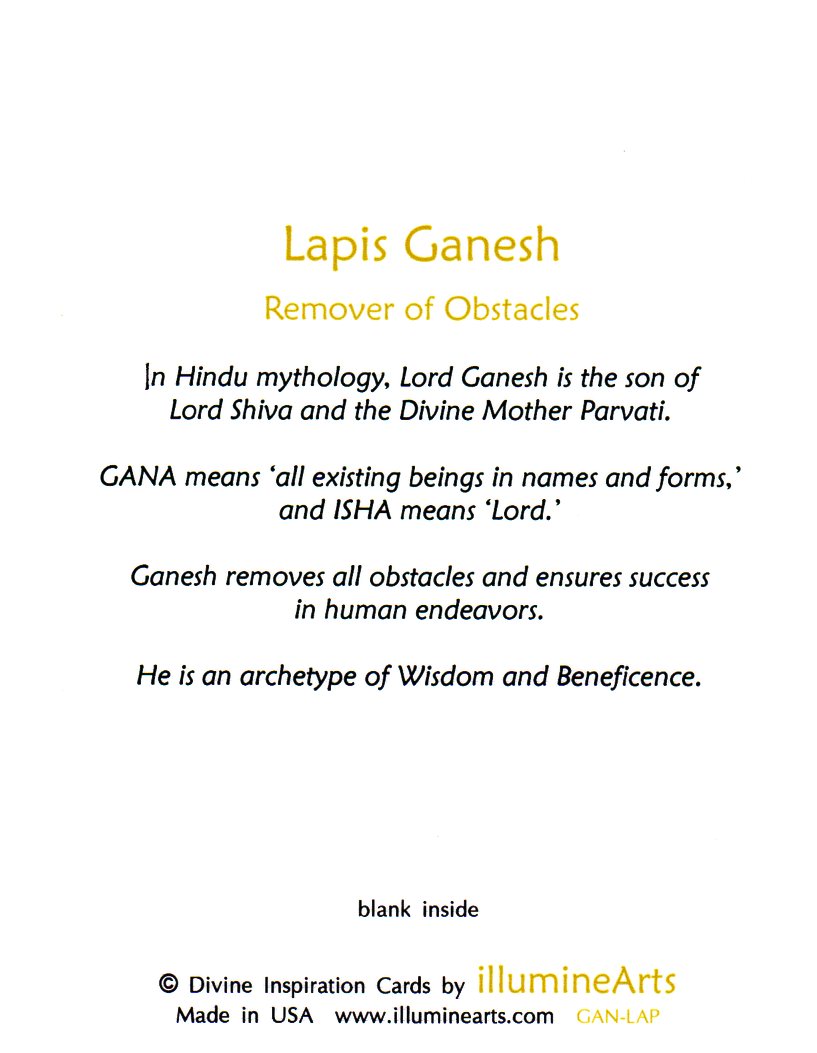 Lapis Ganesh
Remover of Obstacles
In Hindu mythology, Lord Ganesh is the son of
Lord Shiva and the Divine Mother Parvati.
GANA means ‘all existing beings in names and forms,’
and ISHA means ‘Lord.’
Ganesh removes all obstacles and ensures success
in human endeavors.
He is an archetype of Wisdom and Beneficence.
blank inside
© Divine Inspiration Cards by illumineArts
Made in USA www.illuminearts.com GAN-LAP